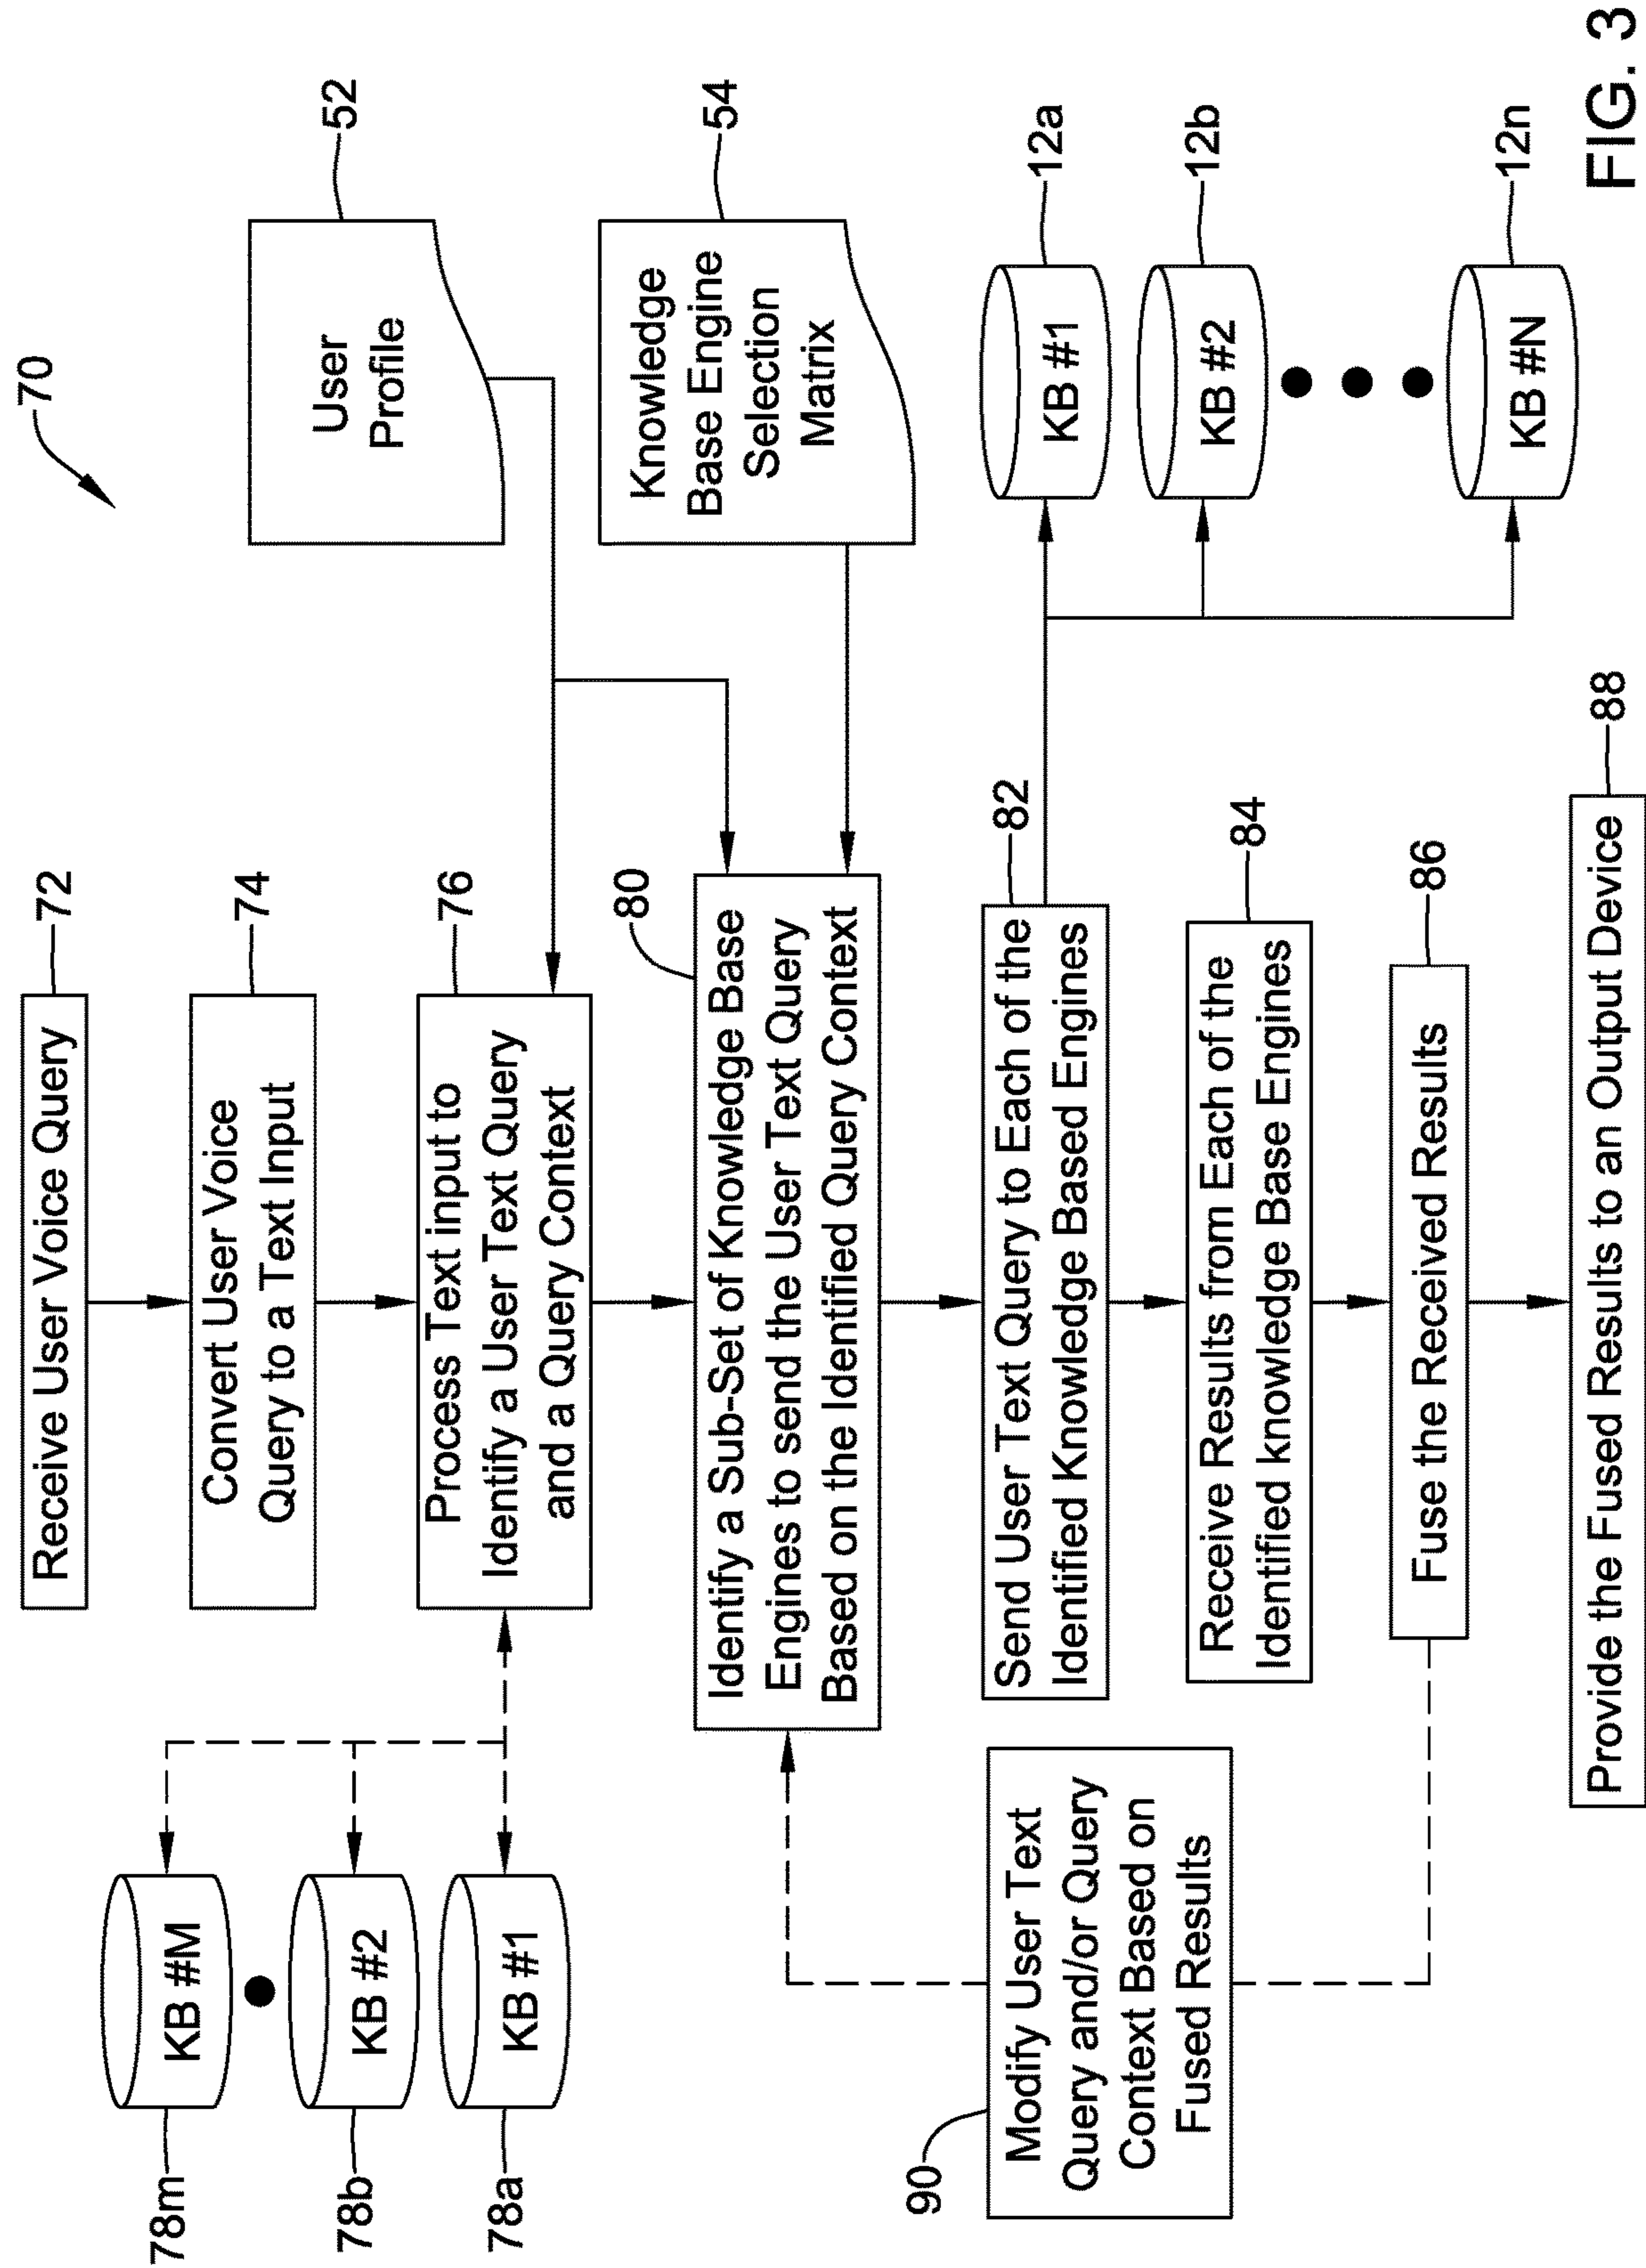 70
Receive User Voice Query
72
Convert User Voice
Query to a Text Input
74
Process Text input to
Identify a User Text Query
and a Query Context
76
User
Profile
52
KB #M
78m
KB #2
78b
KB #1
78a
Identify a Sub-Set of Knowledge Base
Engines to send the User Text Query
Based on the Identified Query Context
80
Knowledge
Base Engine
Selection
Matrix
54
Send User Text Query to Each of the
Identified Knowledge Based Engines
82
KB #1
12a
KB #2
12b
KB #N
12n
Receive Results from Each of the
Identified knowledge Base Engines
84
Modify User Text
Query and/or Query
Context Based on
Fused Results
90
Fuse the Received Results
86
Provide the Fused Results to an Output Device
88
FIG. 3